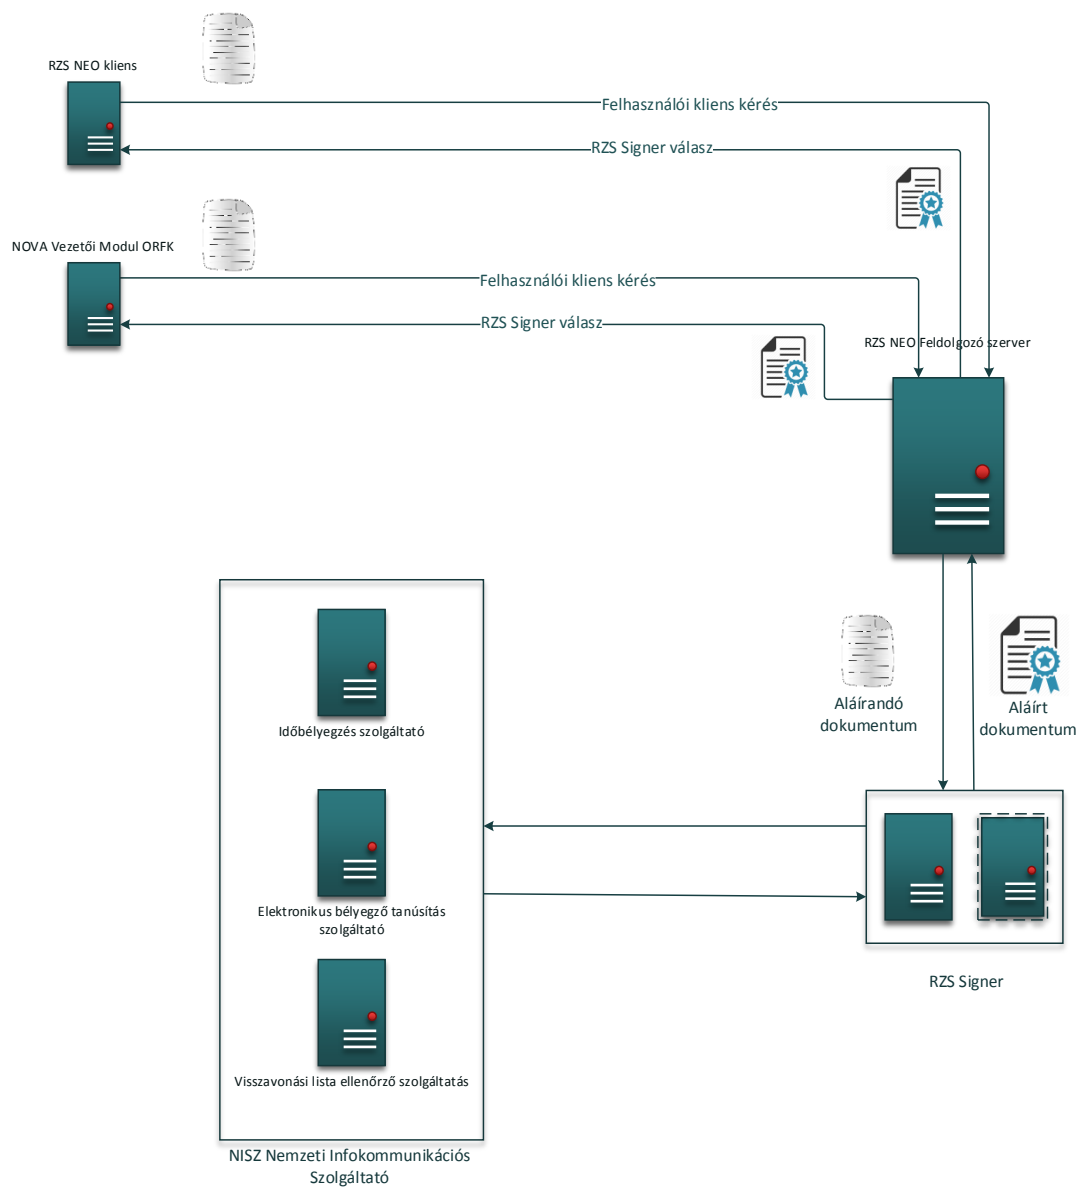 RZS NEO kliens
Felhasználói kliens kérés
RZS Signer válasz
NOVA Vezetői Modul ORFK
Felhasználói kliens kérés
RZS Signer válasz
RZS NEO Feldolgozó szerver
Aláírandó
dokumentum
Aláírt
dokumentum
Időbélyegzés szolgáltató
Elektronikus bélyegző tanúsítás
szolgáltató
Visszavonási lista ellenőrző szolgáltatás
RZS Signer
NISZ Nemzeti Infokommunikációs
Szolgáltató